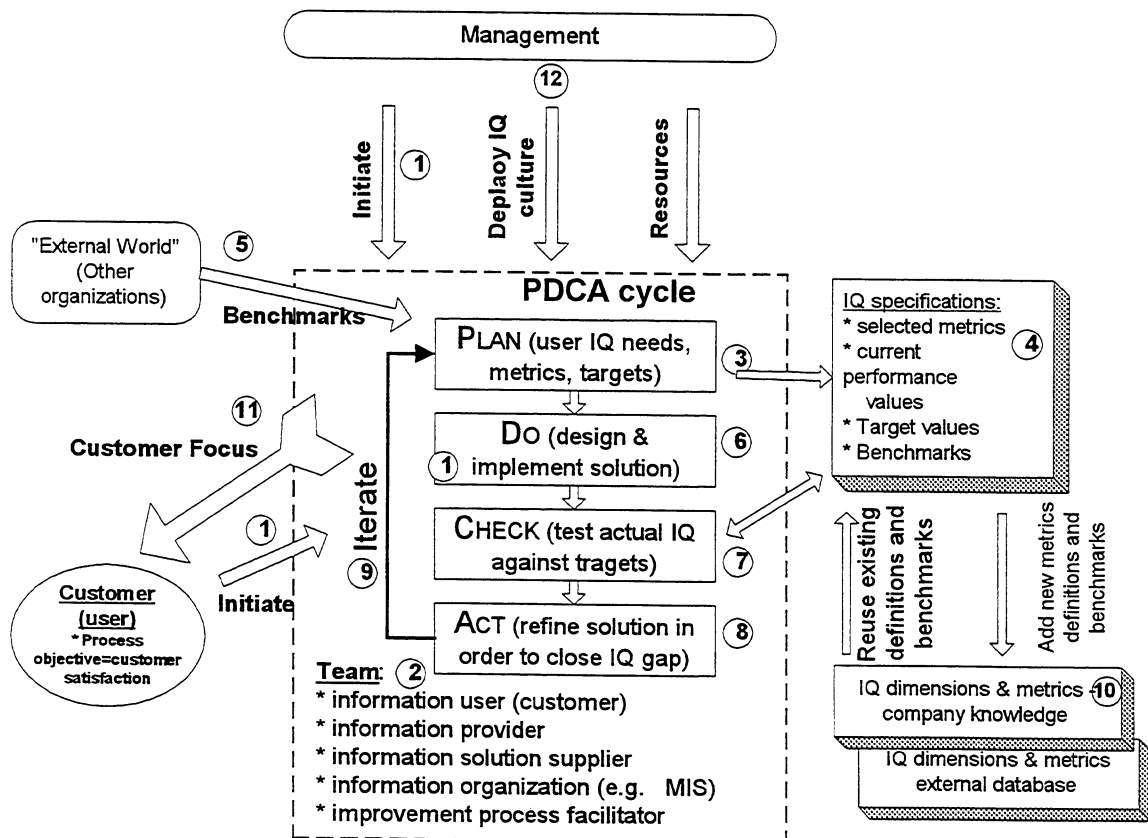 Management
12
Initiate
1
Deplaoy IQ
culture
Resources
"External World"
(Other
organizations)
5
Benchmarks
PDCA cycle
PLAN (user IQ needs,
metrics, targets)
3
IQ specifications:
* selected metrics
* current
performance
values
* Target values
* Benchmarks
4
DO (design &
implement solution)
1
6
11
Customer Focus
1
Initiate
Iterate
9
CHECK (test actual IQ
against tragets)
7
ACT (refine solution in
order to close IQ gap)
8
Customer
(user)
* Process
objective=customer
satisfaction
Team:
2
* information user (customer)
* information provider
* information solution supplier
* information organization (e.g. MIS)
* improvement process facilitator
Reuse existing
definitions and
benchmarks
Add new metrics
definitions and
benchmark
IQ dimensions & metrics -
company knowledge
10
IQ dimensions & metrics
external database